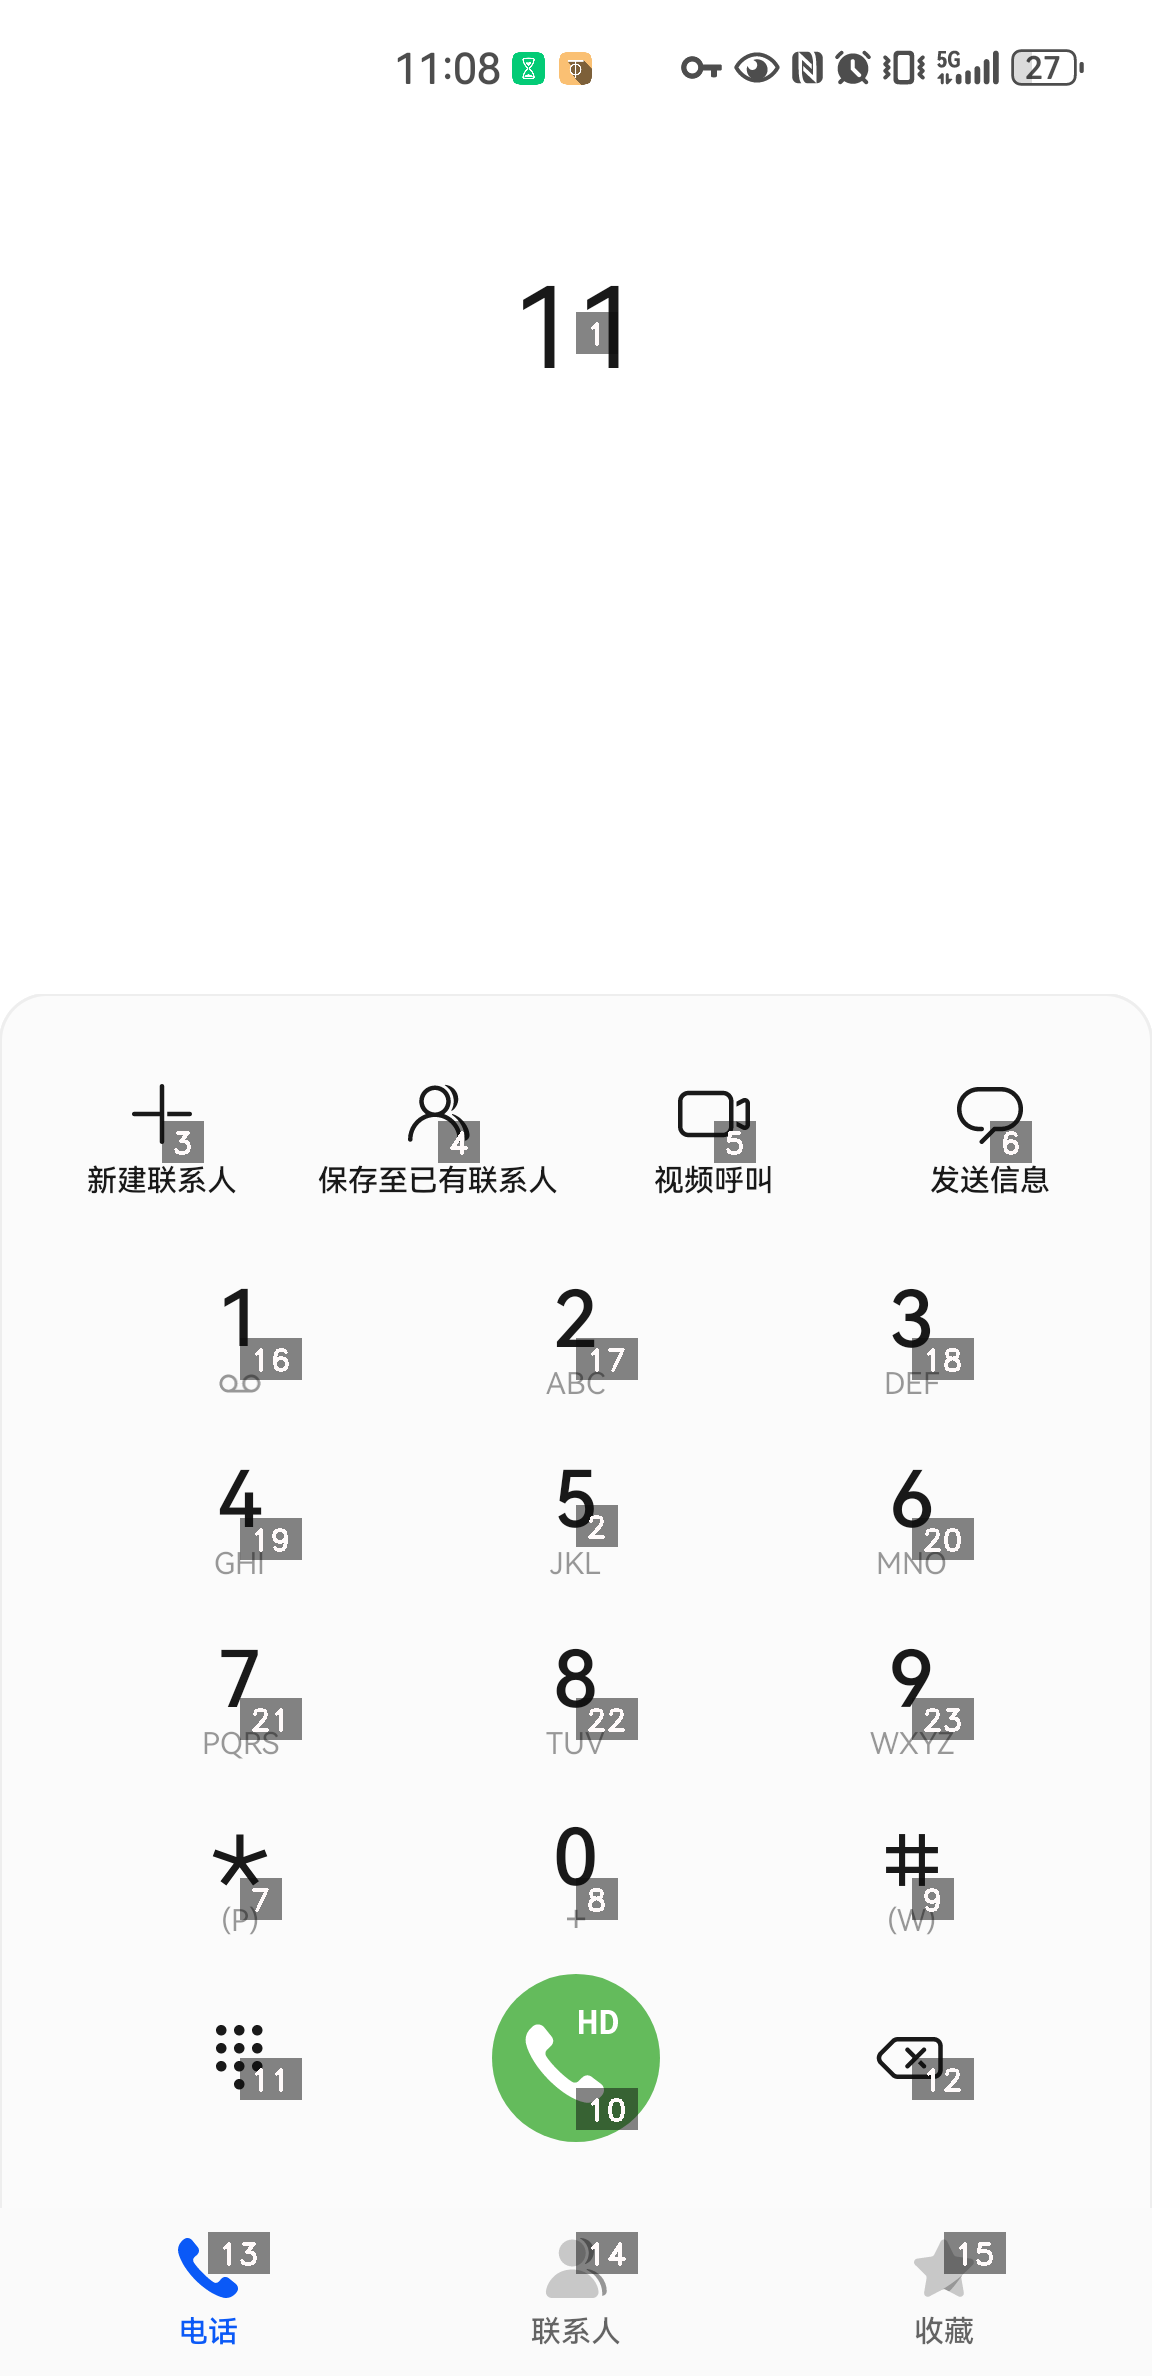 11:08 5G 27
11
1
3 4 5 6
新建联系人 保存至已有联系人 视频呼叫 发送信息
1 2 3
16 17 18
ABC DEF
4 5 6
19 2 20
GHI JKL MNO
7 8 9
21 22 23
PQRS TUV WXYZ
* 0 #
7 8 9
(P) + (W)
HD
11 10 12
13 14 15
电话 联系人 收藏